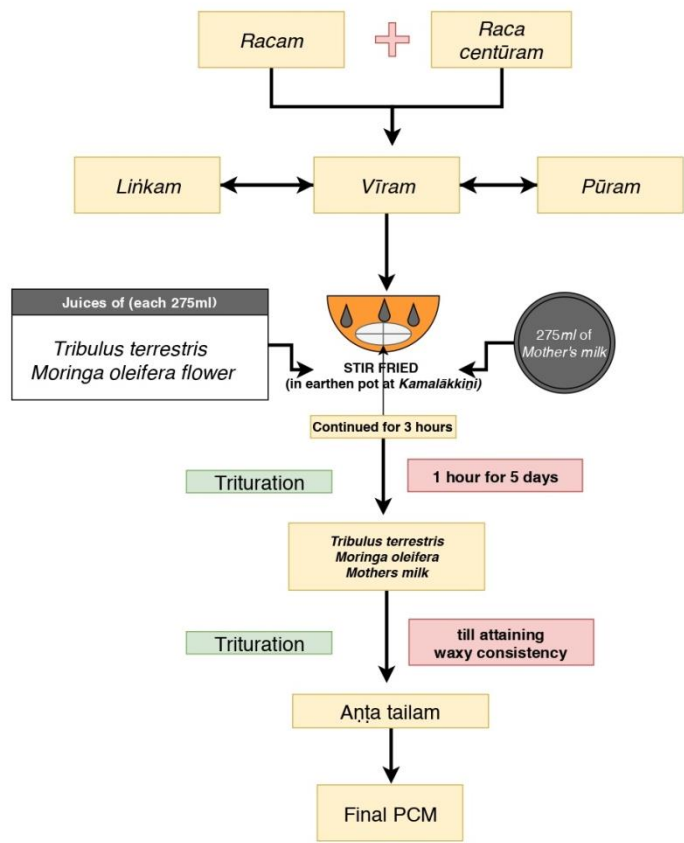 Racam
Raca
centūram
Liṅkam
Vīram
Pūram
Juices of (each 275ml)
Tribulus terrestris
Moringa oleifera flower
STIR FRIED
(in earthen pot at Kamalākkiṉi)
275ml of
Mother's milk
Continued for 3 hours
Trituration
1 hour for 5 days
Tribulus terrestris
Moringa oleifera
Mothers milk
Trituration
till attaining
waxy consistency
Aṇṭa tailam
Final PCM